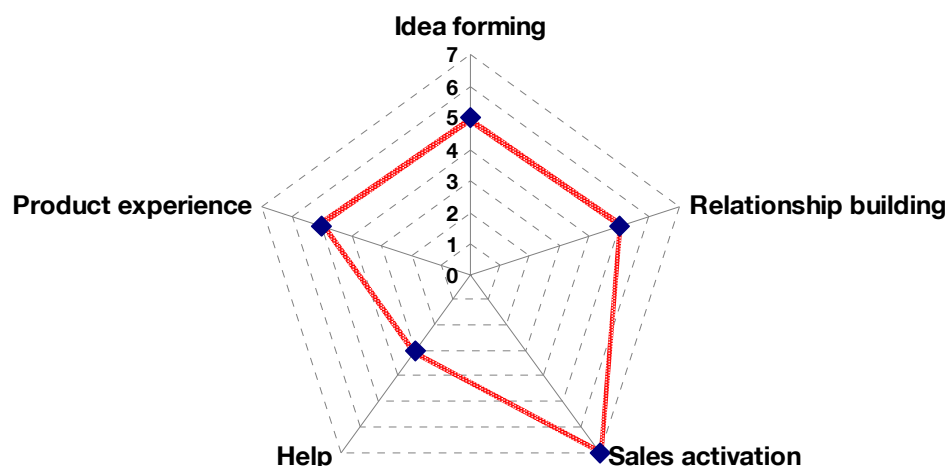 Idea forming
7
6
5
4
3
2
1
0
Product experience
Relationship building
Help
Sales activation